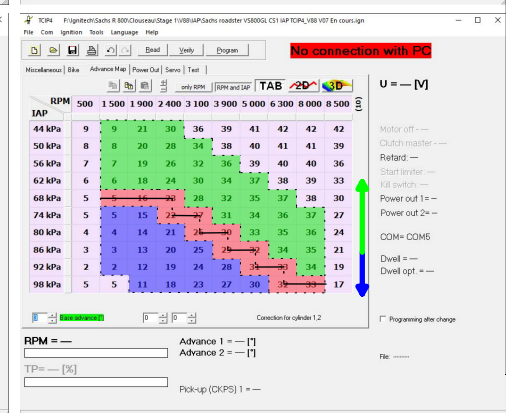 TCIP4 F:\Ignitech\Sachs R 800\Clouseau\Stage 1\V88\IAP\Sachs roadster VS800GL CS1 IAP TCIP4_V88 V07 En cours.ign
File Com Ignition Tools Language Help
Read Verify Program No connection with PC
Miscellaneous Bike Advance Map Power Out Servo Test
only RPM RPM and IAP TAB 2D 3D
U = — [V]
RPM 500 1 500 1 900 2 400 3 100 3 900 5 000 6 300 8 000 8 500 (ot)
IAP
44 kPa 9 9 21 30 36 39 41 42 42 42
50 kPa 8 8 20 28 34 38 40 41 41 39
56 kPa 7 7 19 26 32 36 39 40 40 36
62 kPa 6 6 18 24 30 34 37 38 39 33
68 kPa 5 5 16 23 28 32 35 37 38 30
74 kPa 5 5 15 22 27 31 34 36 37 27
80 kPa 4 4 14 21 26 30 33 35 36 24
86 kPa 3 3 13 20 25 29 32 34 35 21
92 kPa 2 2 12 19 24 28 31 33 34 19
98 kPa 5 5 11 18 23 27 30 32 33 17
Motor off - —
Clutch master - —
Retard: —
Start limiter: —
Kill switch: —
Power out 1= –
Power out 2= –
COM= COM5
Dwell = —
Dwell opt. = —
Bare advance [°] 0 0 Correction for cylinder 1,2
Programming after change
RPM = —
Advance 1 = — [°]
Advance 2 = — [°]
TP= — [%]
Pick-up (CKPS) 1 = —
File: --------